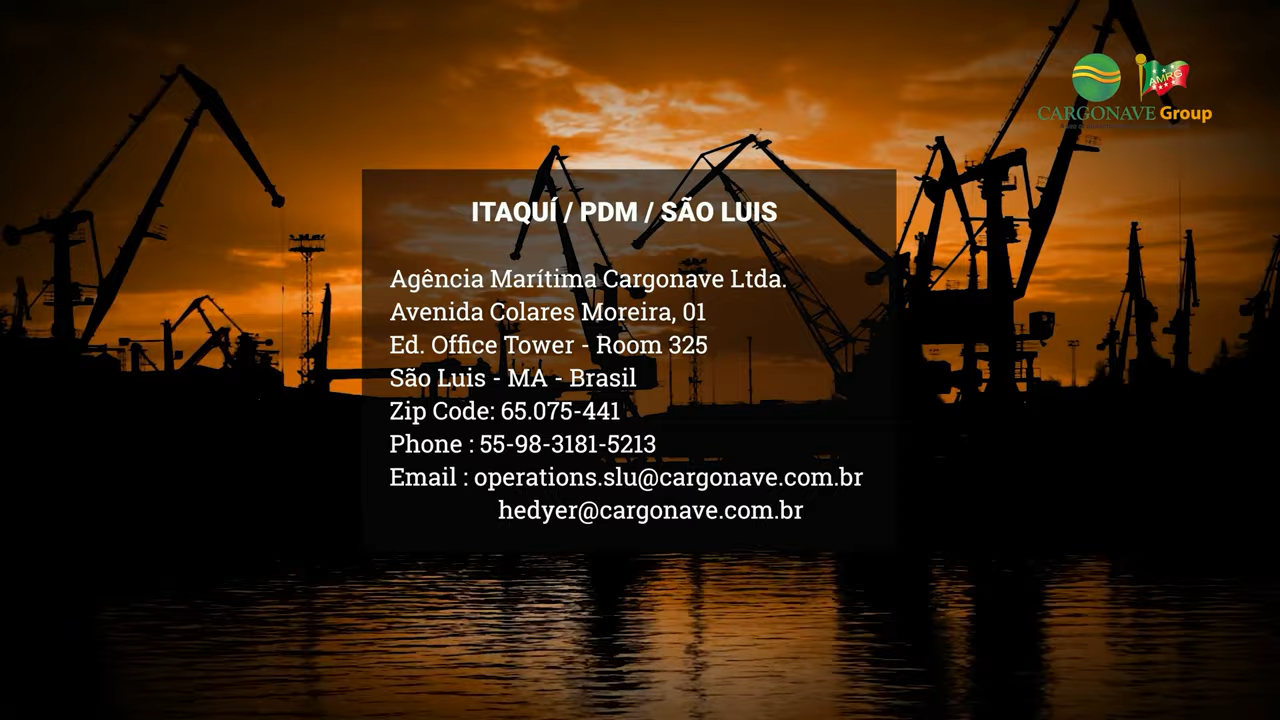 AMRG
CARGONAVE Group
ITAQUÍ / PDM / SÃO LUIS
Agência Marítima Cargonave Ltda.
Avenida Colares Moreira, 01
Ed. Office Tower - Room 325
São Luis - MA - Brasil
Zip Code: 65.075-441
Phone : 55-98-3181-5213
Email : operations.slu@cargonave.com.br
hedyer@cargonave.com.br